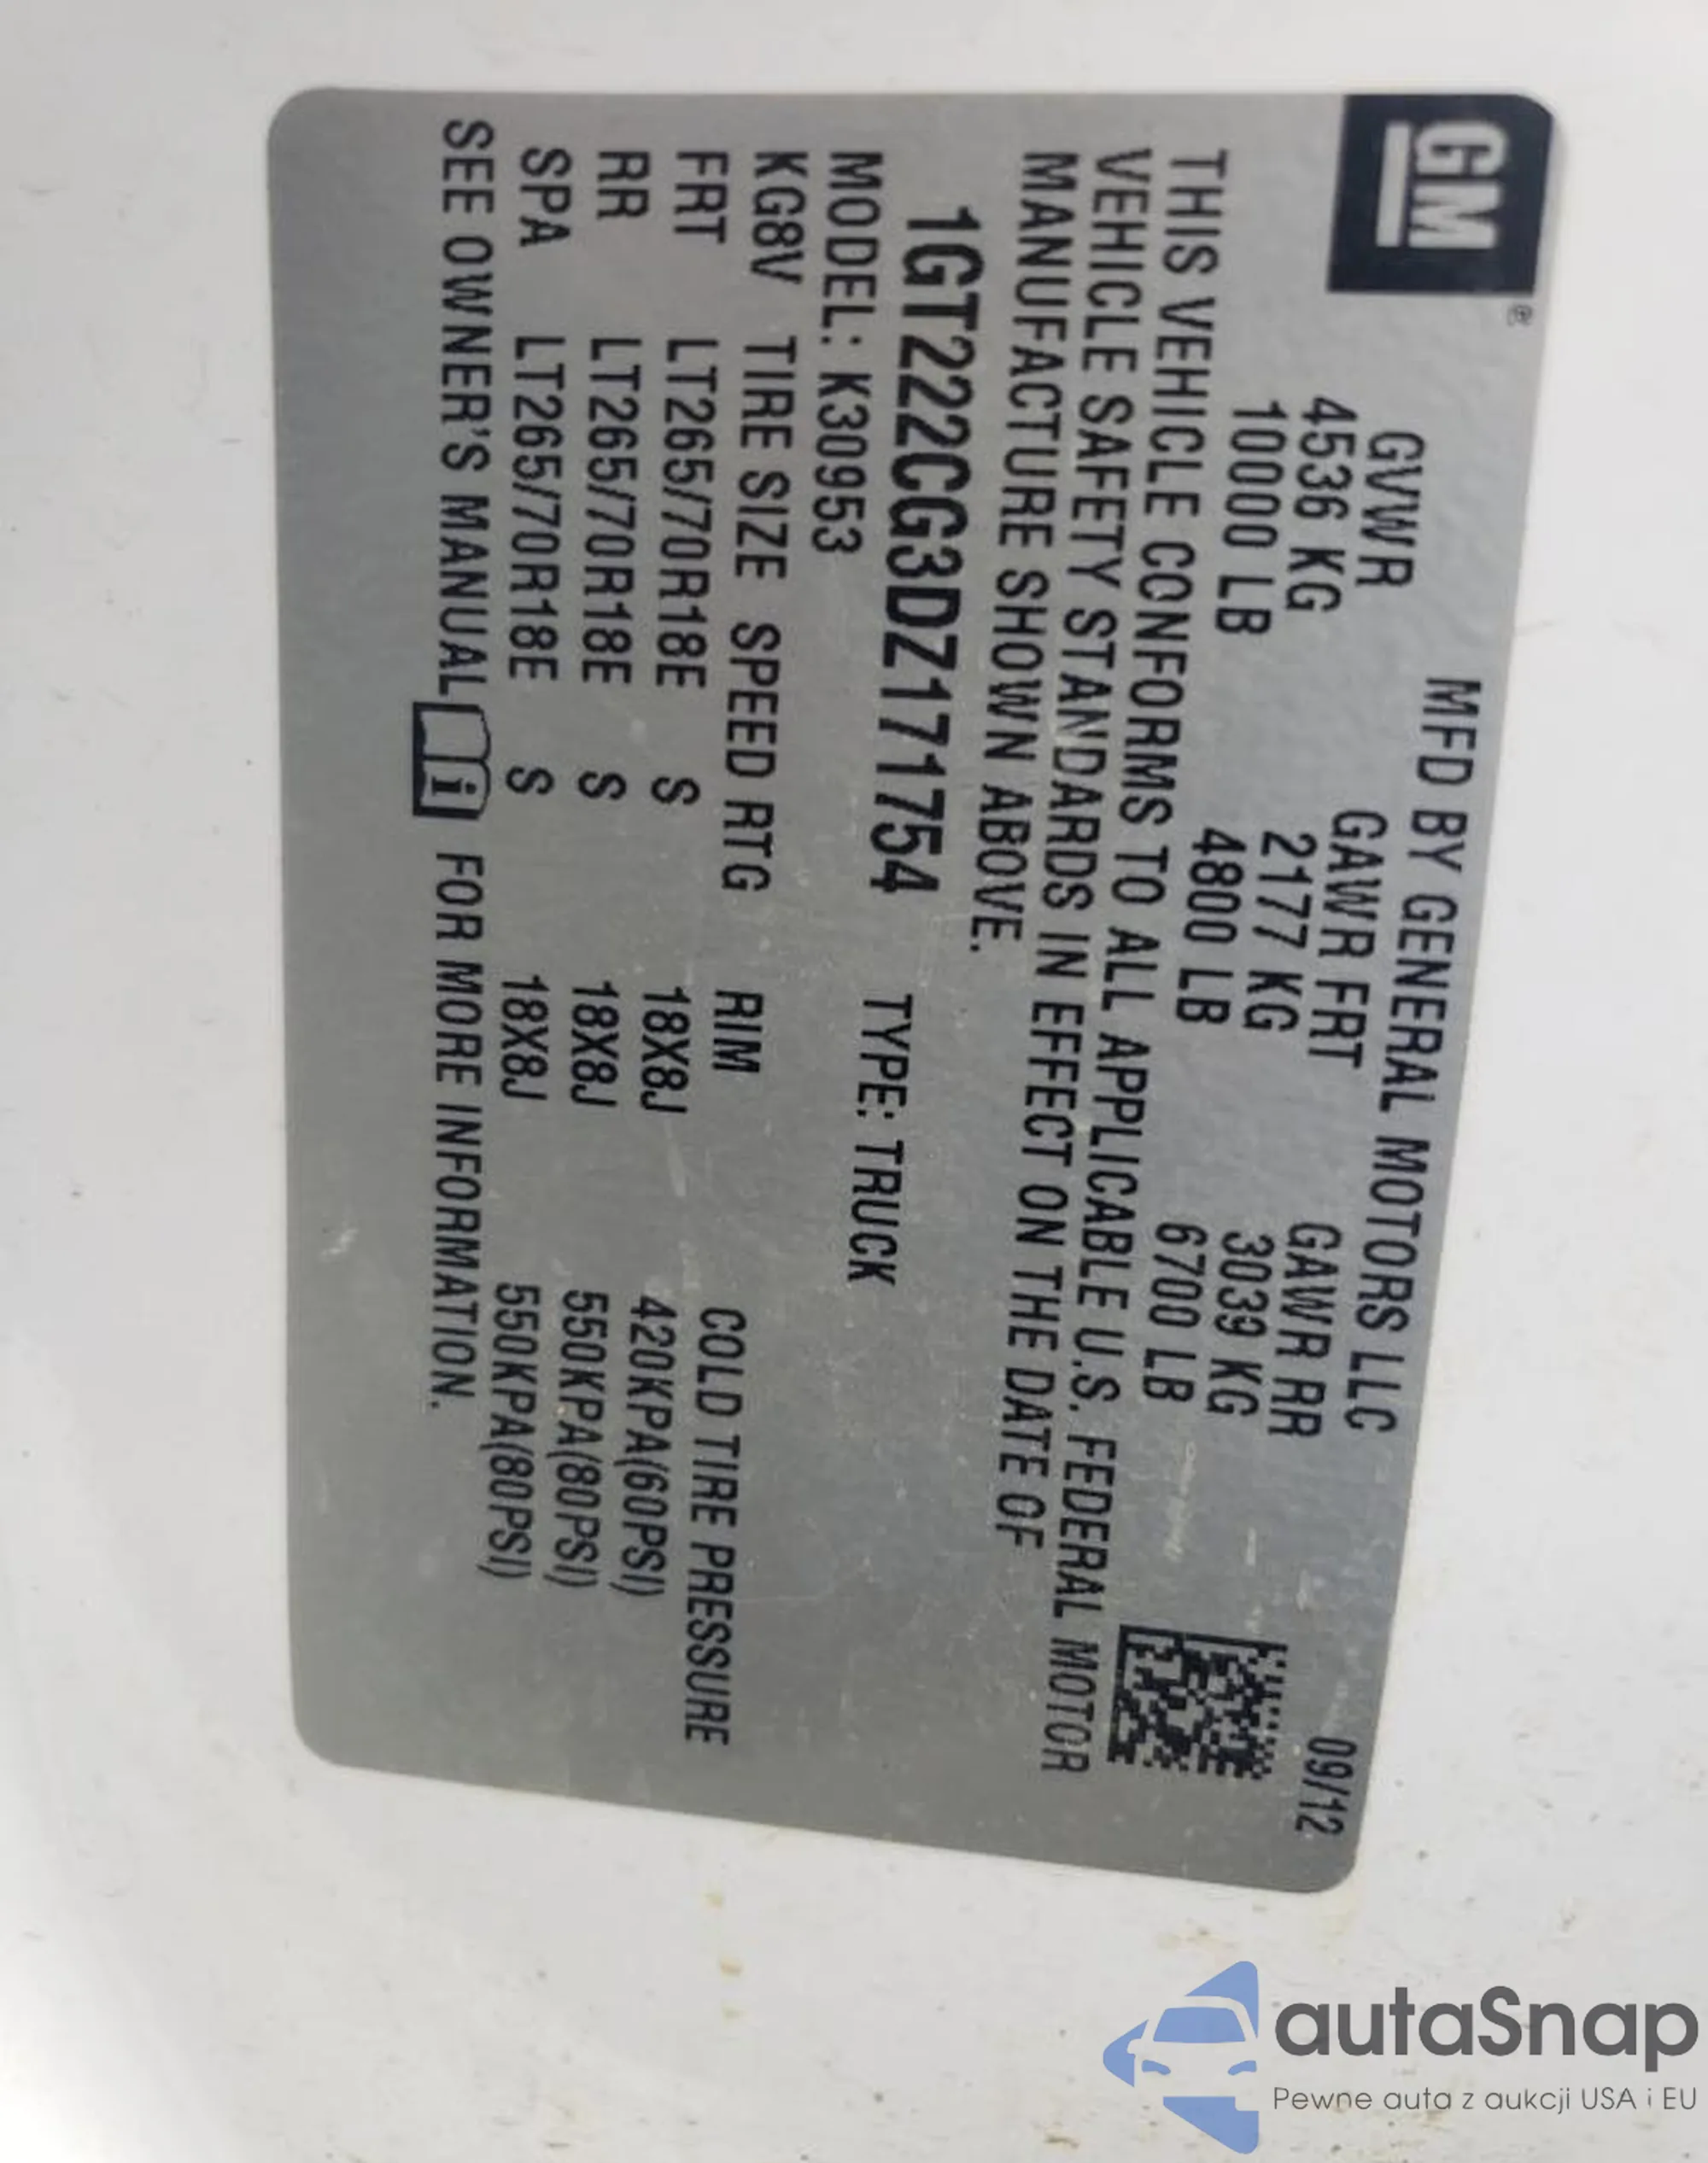 GM®
MFD BY GENERAL MOTORS LLC 09/12
GVWR GAWR FRT GAWR RR
4536 KG 2177 KG 3039 KG
10000 LB 4800 LB 6700 LB
THIS VEHICLE CONFORMS TO ALL APPLICABLE U.S. FEDERAL MOTOR
VEHICLE SAFETY STANDARDS IN EFFECT ON THE DATE OF
MANUFACTURE SHOWN ABOVE.
1GT222CG3DZ171754 TYPE: TRUCK
MODEL: K30953
KG8V TIRE SIZE SPEED RTG RIM COLD TIRE PRESSURE
FRT LT265/70R18E S 18X8J 420KPA(60PSI)
RR LT265/70R18E S 18X8J 550KPA(80PSI)
SPA LT265/70R18E S 18X8J 550KPA(80PSI)
SEE OWNER'S MANUAL i FOR MORE INFORMATION.
autaSnap
Pewne auta z aukcji USA i EU